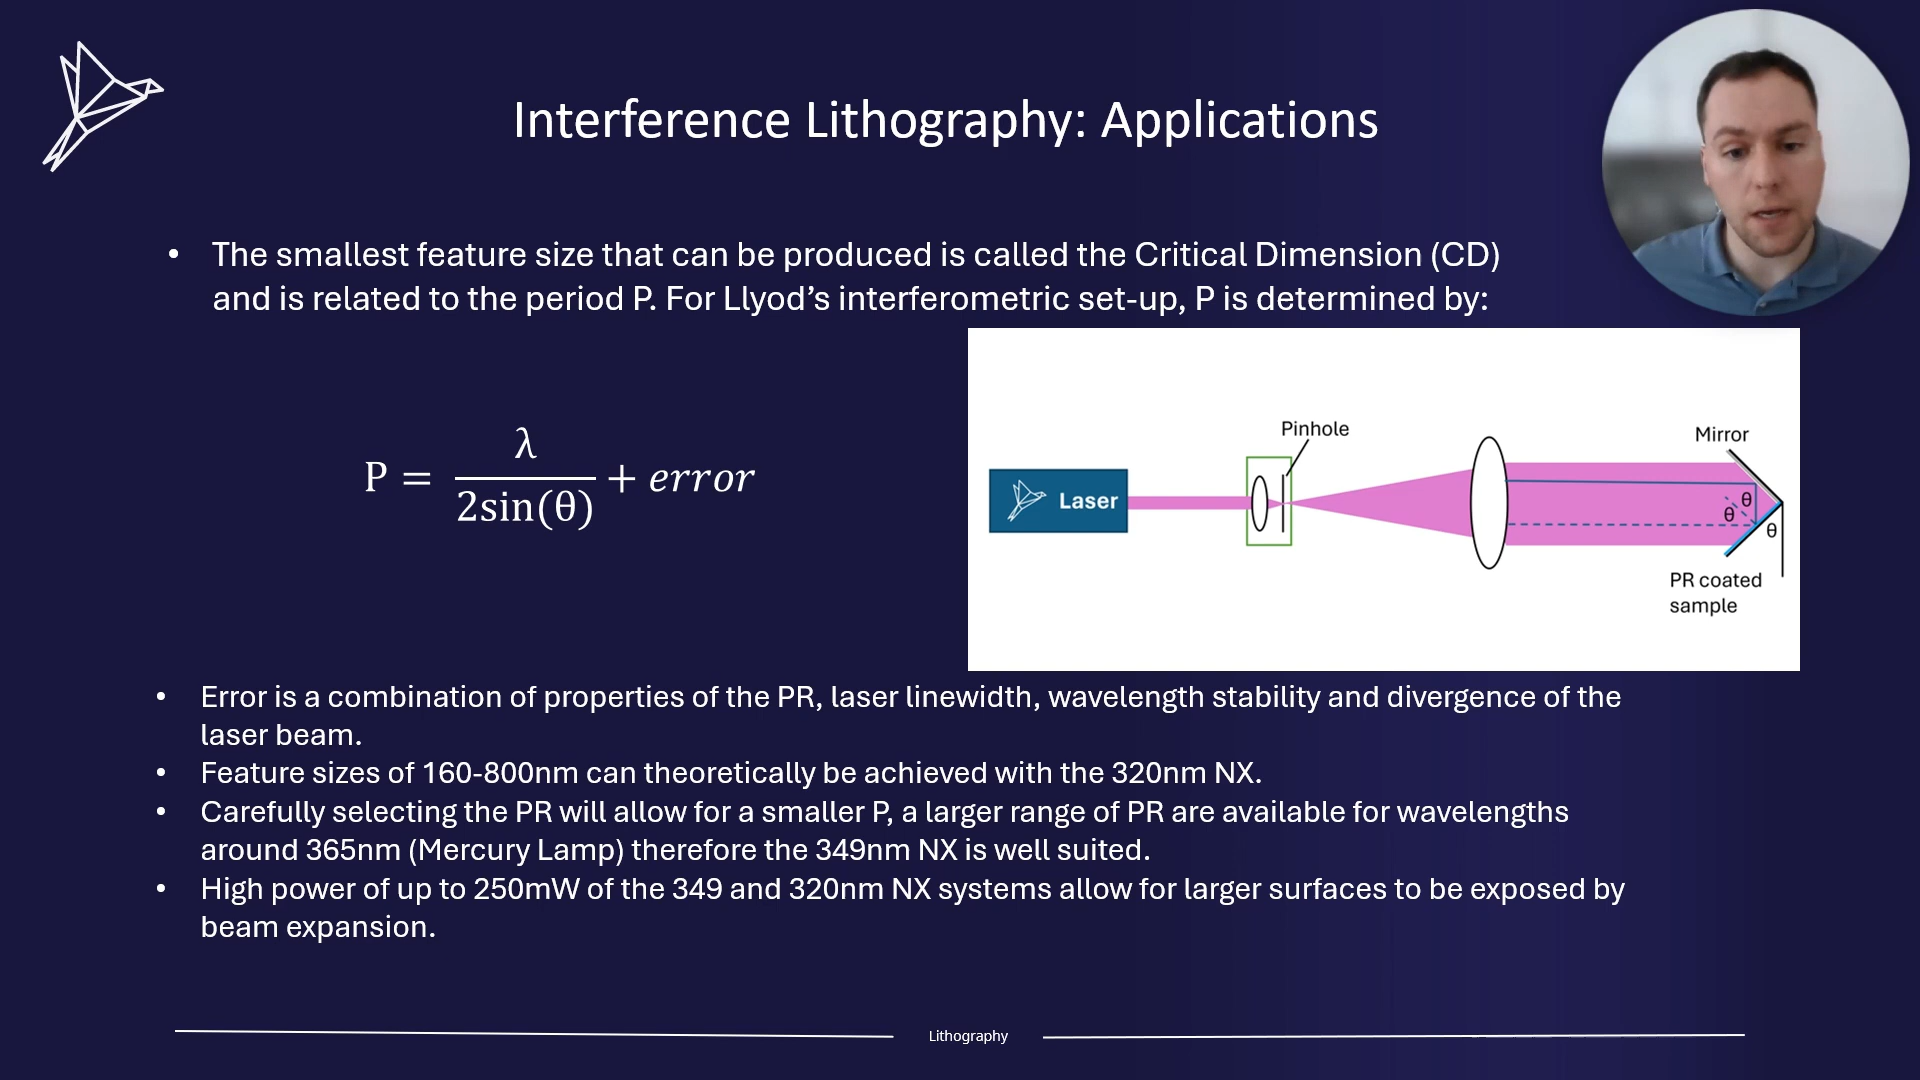 Interference Lithography: Applications
• The smallest feature size that can be produced is called the Critical Dimension (CD)
and is related to the period P. For Llyod’s interferometric set-up, P is determined by:
P = λ / 2sin(θ) + error
Pinhole
Mirror
Laser
θ
θ
θ
PR coated
sample
• Error is a combination of properties of the PR, laser linewidth, wavelength stability and divergence of the
laser beam.
• Feature sizes of 160-800nm can theoretically be achieved with the 320nm NX.
• Carefully selecting the PR will allow for a smaller P, a larger range of PR are available for wavelengths
around 365nm (Mercury Lamp) therefore the 349nm NX is well suited.
• High power of up to 250mW of the 349 and 320nm NX systems allow for larger surfaces to be exposed by
beam expansion.
Lithography